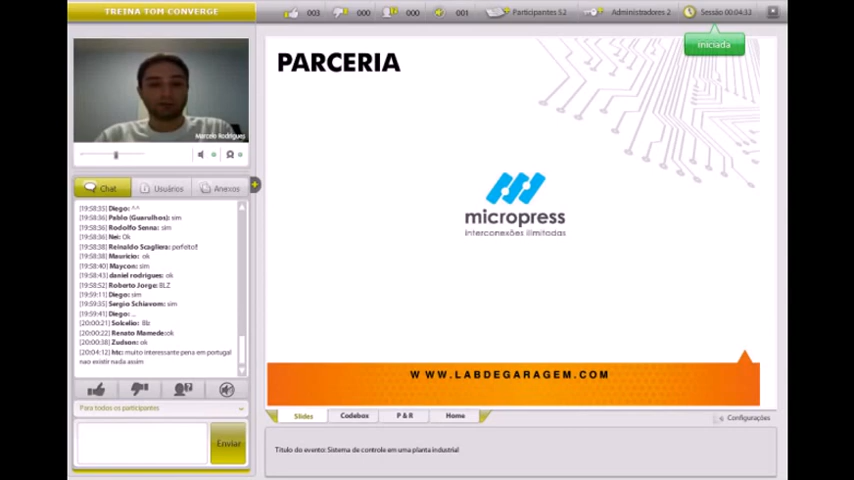 TREINA TOM CONVERGE
003
000
000
001
Participantes 52
Administradores 2
Sessão 00:04:33
iniciada
Marcelo Rodrigues
Chat
Usuários
Anexos
[19:58:35] Diego: ^^
[19:58:36] Pablo (Guarulhos): sim
[19:58:36] Rodolfo Senna: sim
[19:58:36] Nei: Ok
[19:58:38] Reinaldo Scagliera: perfeito!!
[19:58:38] Mauricio: ok
[19:58:40] Maycon: sim
[19:58:43] daniel rodrigues: ok
[19:58:52] Roberto Jorge: BLZ
[19:59:11] Diego: sim
[19:59:35] Sergio Schiavom: sim
[19:59:41] Diego: ...
[20:00:21] Solcelio: Blz
[20:00:22] Renato Mamede: ok
[20:00:38] Zudson: ok
[20:04:12] htc: muito interessante pena em portugal
nao existir nada assim
Para todos os participantes
Enviar
PARCERIA
micropress
interconexões ilimitadas
WWW.LABDEGARAGEM.COM
Slides
Codebox
P & R
Home
Configurações
Título do evento: Sistema de controle em uma planta industrial